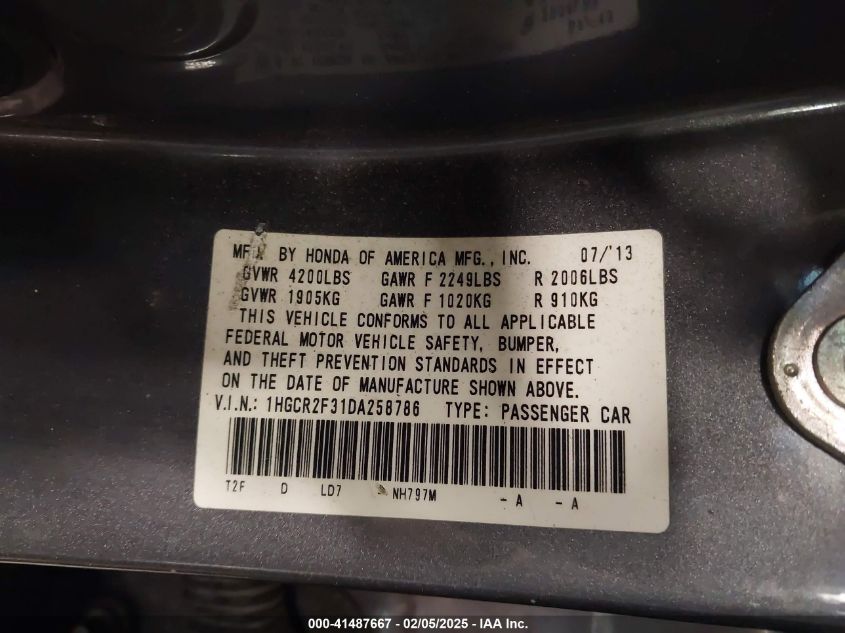 MFD BY HONDA OF AMERICA MFG., INC. 07/'13
GVWR 4200LBS GAWR F 2249LBS R 2006LBS
GVWR 1905KG GAWR F 1020KG R 910KG
THIS VEHICLE CONFORMS TO ALL APPLICABLE
FEDERAL MOTOR VEHICLE SAFETY, BUMPER,
AND THEFT PREVENTION STANDARDS IN EFFECT
ON THE DATE OF MANUFACTURE SHOWN ABOVE.
V.I.N.: 1HGCR2F31DA258786 TYPE: PASSENGER CAR
T2F D LD7 NH797M - A - A
000-41487667 - 02/05/2025 - IAA Inc.